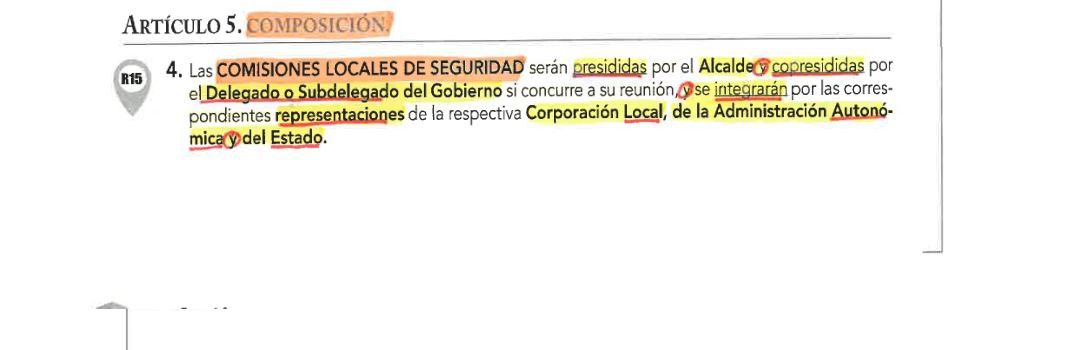 ARTÍCULO 5. COMPOSICIÓN.
R15
4. Las COMISIONES LOCALES DE SEGURIDAD serán presididas por el Alcalde y copresididas por
el Delegado o Subdelegado del Gobierno si concurre a su reunión, y se integrarán por las corres-
pondientes representaciones de la respectiva Corporación Local, de la Administración Autonó-
mica y del Estado.